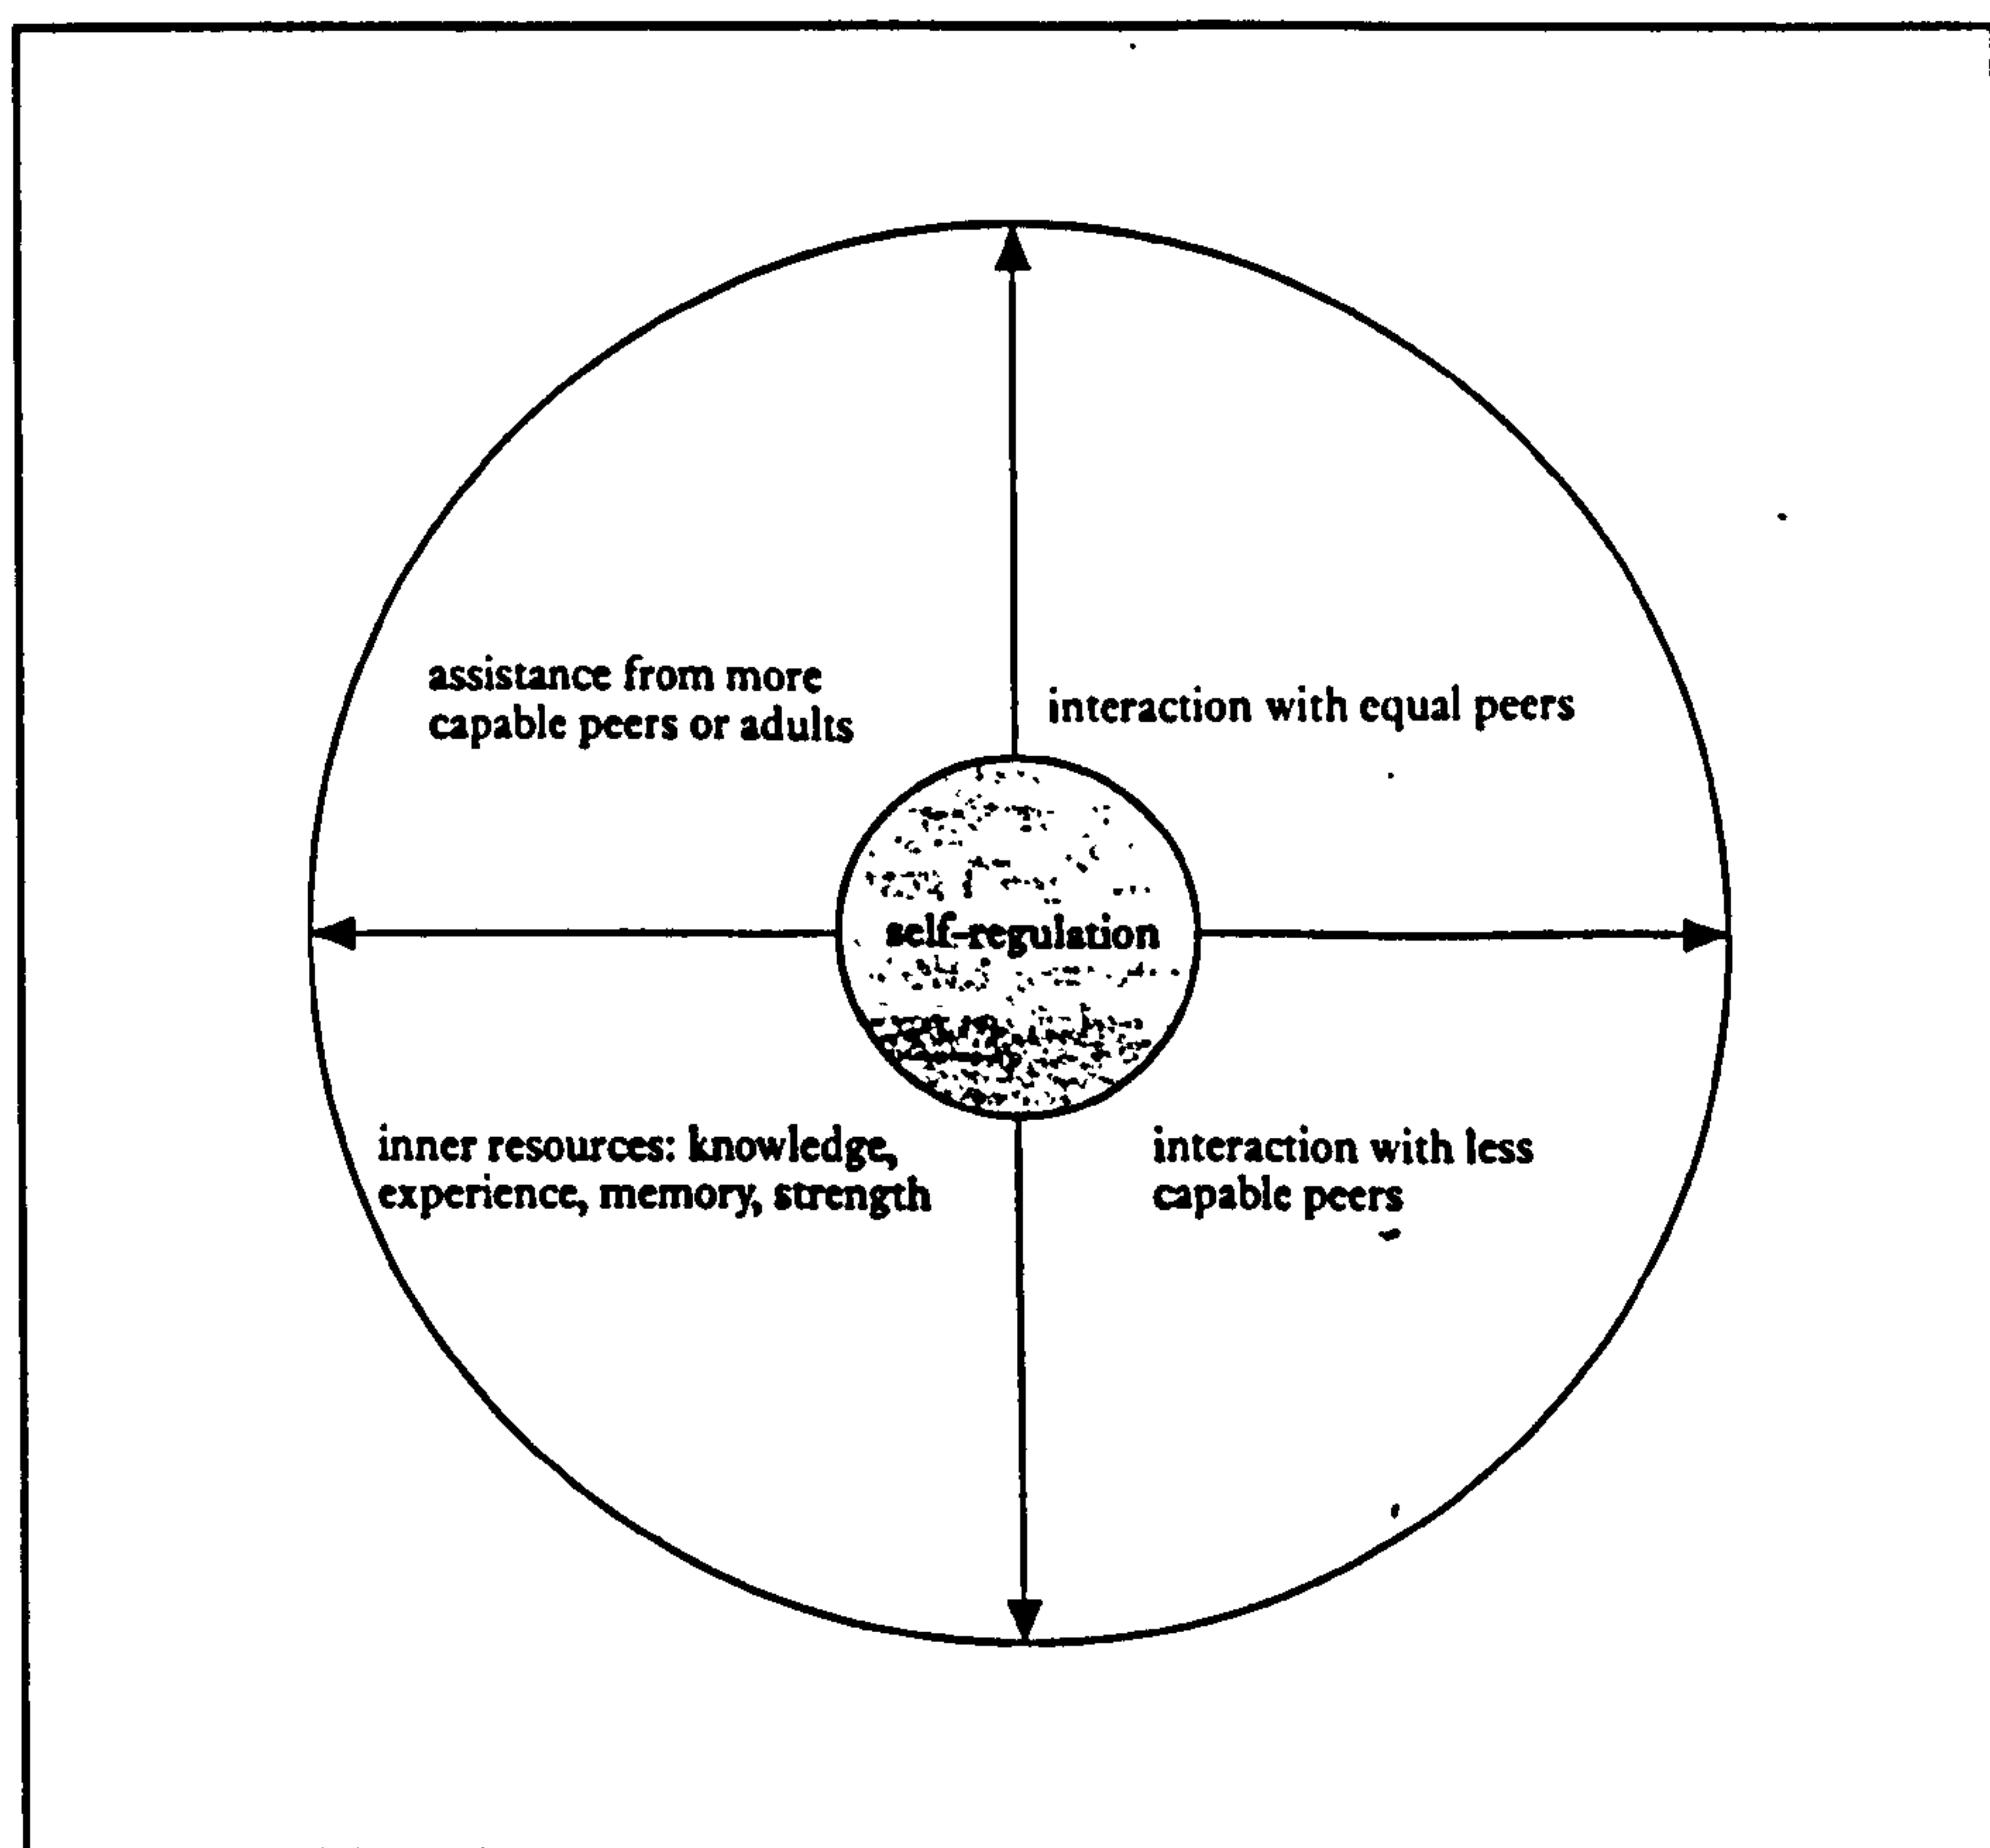 assistance from more
capable peers or adults
interaction with equal peers
self-regulation
inner resources: knowledge,
experience, memory, strength
interaction with less
capable peers